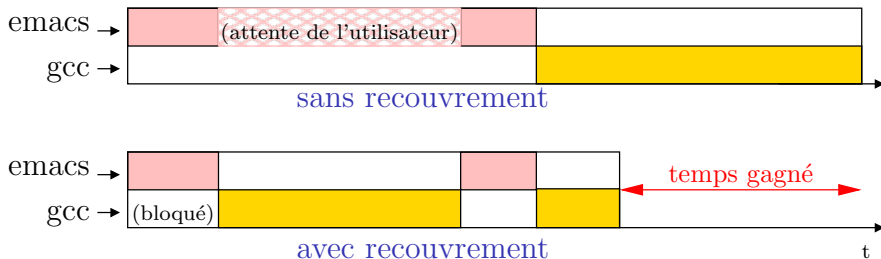 emacs
(attente de l'utilisateur)
gcc
sans recouvrement
emacs
temps gagné
gcc
(bloqué)
avec recouvrement
t